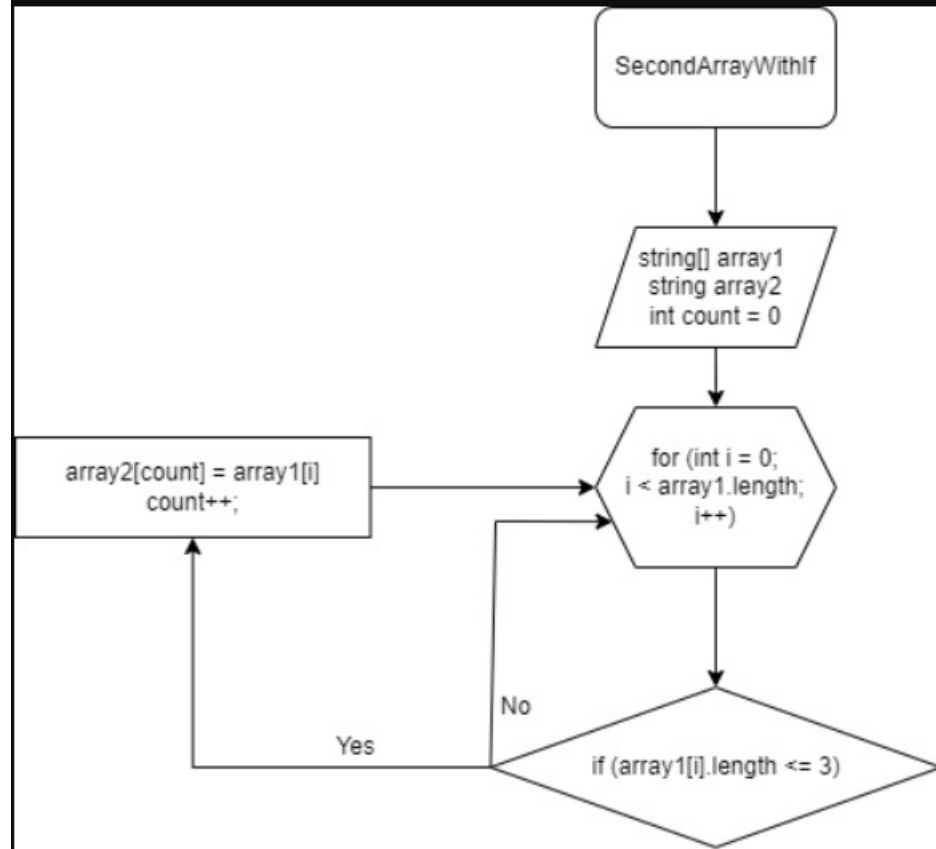 SecondArrayWithIf
string[] array1
string array2
int count = 0
for (int i = 0;
i < array1.length;
i++)
array2[count] = array1[i]
count++;
No
Yes
if (array1[i].length <= 3)